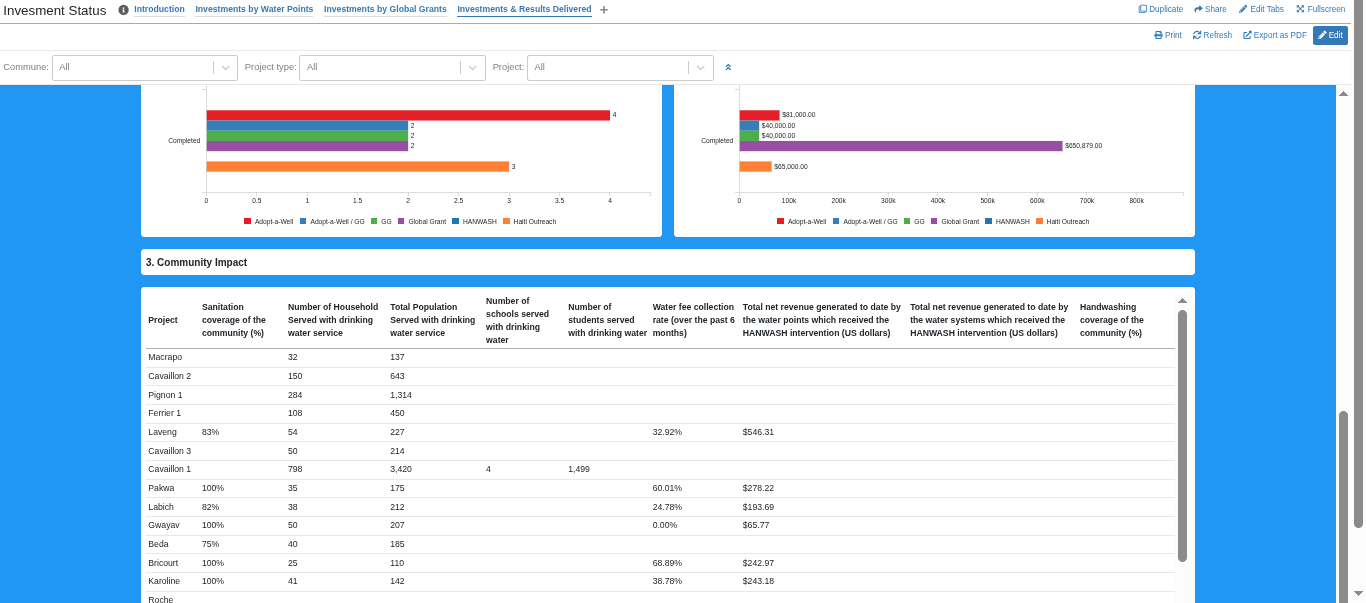 Invesment Status
Introduction
Investments by Water Points
Investments by Global Grants
Investments & Results Delivered
Duplicate
Share
Edit Tabs
Fullscreen
Print
Refresh
Export as PDF
Edit
Commune:
All
Project type:
All
Project:
All
Completed
4
2
2
2
3
0
0.5
1
1.5
2
2.5
3
3.5
4
Adopt-a-Well
Adopt-a-Well / GG
GG
Global Grant
HANWASH
Haiti Outreach
Completed
$81,000.00
$40,000.00
$40,000.00
$650,879.00
$65,000.00
0
100k
200k
300k
400k
500k
600k
700k
800k
Adopt-a-Well
Adopt-a-Well / GG
GG
Global Grant
HANWASH
Haiti Outreach
3. Community Impact
Project
Sanitation
coverage of the
community (%)
Number of Household
Served with drinking
water service
Total Population
Served with drinking
water service
Number of
schools served
with drinking
water
Number of
students served
with drinking water
Water fee collection
rate (over the past 6
months)
Total net revenue generated to date by
the water points which received the
HANWASH intervention (US dollars)
Total net revenue generated to date by
the water systems which received the
HANWASH intervention (US dollars)
Handwashing
coverage of the
community (%)
Macrapo 32 137
Cavaillon 2 150 643
Pignon 1 284 1,314
Ferrier 1 108 450
Laveng 83% 54 227 32.92% $546.31
Cavaillon 3 50 214
Cavaillon 1 798 3,420 4 1,499
Pakwa 100% 35 175 60.01% $278.22
Labich 82% 38 212 24.78% $193.69
Gwayav 100% 50 207 0.00% $65.77
Beda 75% 40 185
Bricourt 100% 25 110 68.89% $242.97
Karoline 100% 41 142 38.78% $243.18
Roche